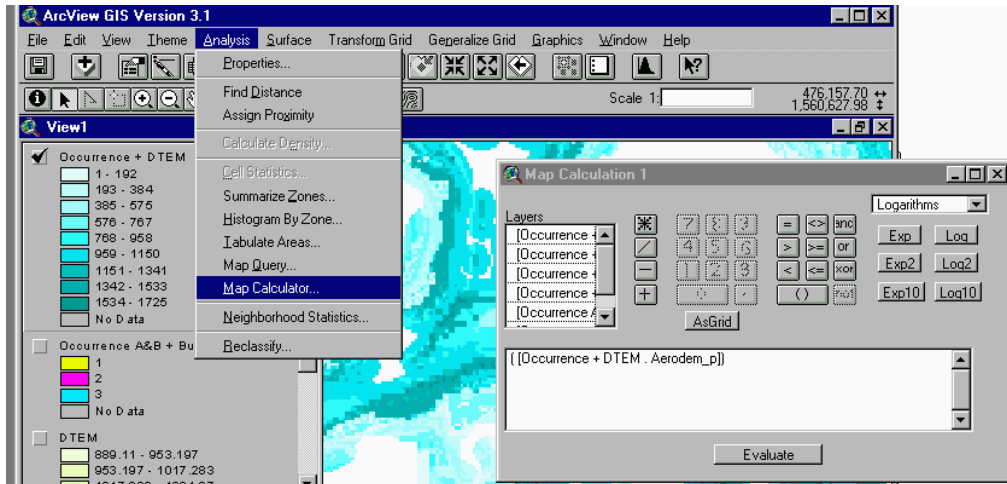 ArcView GIS Version 3.1
File Edit View Theme Analysis Surface Transform Grid Generalize Grid Graphics Window Help
Scale 1: 476,157.70
1,560,627.98
View1
Properties...
Find Distance
Assign Proximity
Calculate Density...
Cell Statistics...
Summarize Zones...
Histogram By Zone...
Tabulate Areas...
Map Query...
Map Calculator...
Neighborhood Statistics...
Reclassify...
Occurrence + DTEM
1 - 192
193 - 384
385 - 575
576 - 767
768 - 958
959 - 1150
1151 - 1341
1342 - 1533
1534 - 1725
No Data
Occurrence A&B + Bu
1
2
3
No Data
DTEM
889.11 - 953.197
953.197 - 1017.283
Map Calculation 1
Layers
[Occurrence +
[Occurrence +
[Occurrence +
[Occurrence +
[Occurrence A
Logarithms
/ 4 5 > >= or Exp Log
- 1 2 3 < <= xor Exp2 Log2
+ ( ) not Exp10 Log10
= <>
AsGrid
( [Occurrence + DTEM . Aerodem_p])
Evaluate